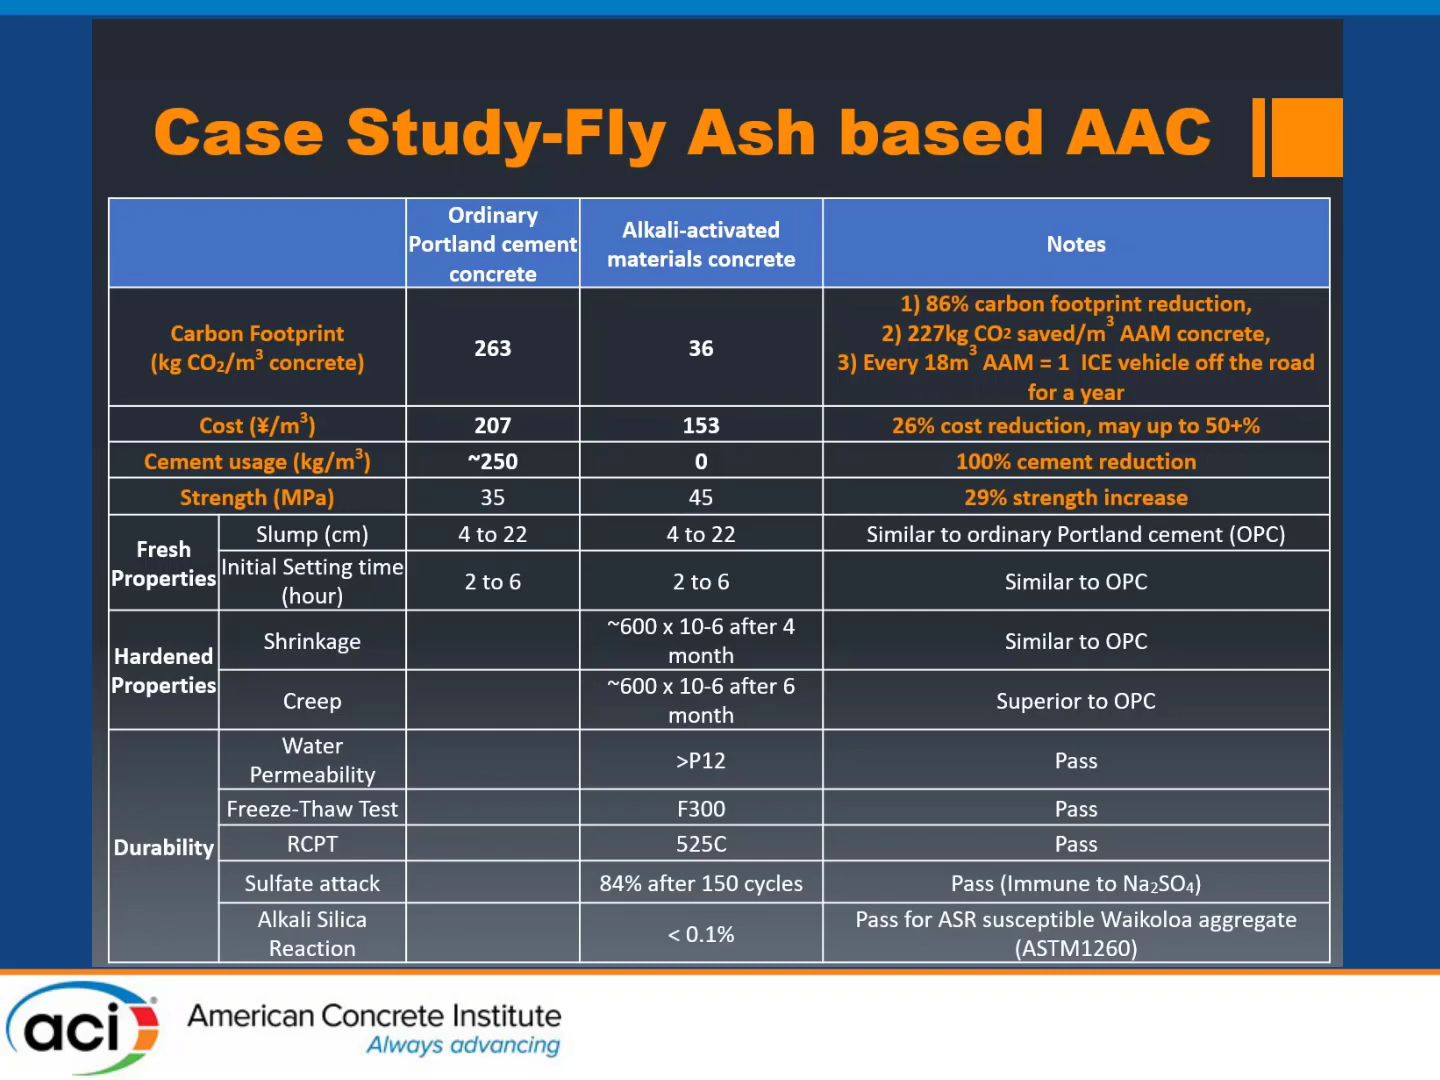 Case Study-Fly Ash based AAC
Ordinary
Portland cement
concrete
Alkali-activated
materials concrete
Notes
Carbon Footprint
(kg CO₂/m³ concrete)
263
36
1) 86% carbon footprint reduction,
2) 227kg CO2 saved/m³ AAM concrete,
3) Every 18m³ AAM = 1 ICE vehicle off the road
for a year
Cost (¥/m³)
207
153
26% cost reduction, may up to 50+%
Cement usage (kg/m³)
~250
0
100% cement reduction
Strength (MPa)
35
45
29% strength increase
Fresh
Properties
Slump (cm)
4 to 22
4 to 22
Similar to ordinary Portland cement (OPC)
Initial Setting time
(hour)
2 to 6
2 to 6
Similar to OPC
Hardened
Properties
Shrinkage
~600 x 10-6 after 4
month
Similar to OPC
Creep
~600 x 10-6 after 6
month
Superior to OPC
Durability
Water
Permeability
>P12
Pass
Freeze-Thaw Test
F300
Pass
RCPT
525C
Pass
Sulfate attack
84% after 150 cycles
Pass (Immune to Na₂SO₄)
Alkali Silica
Reaction
< 0.1%
Pass for ASR susceptible Waikoloa aggregate
(ASTM1260)
aci®
American Concrete Institute
Always advancing